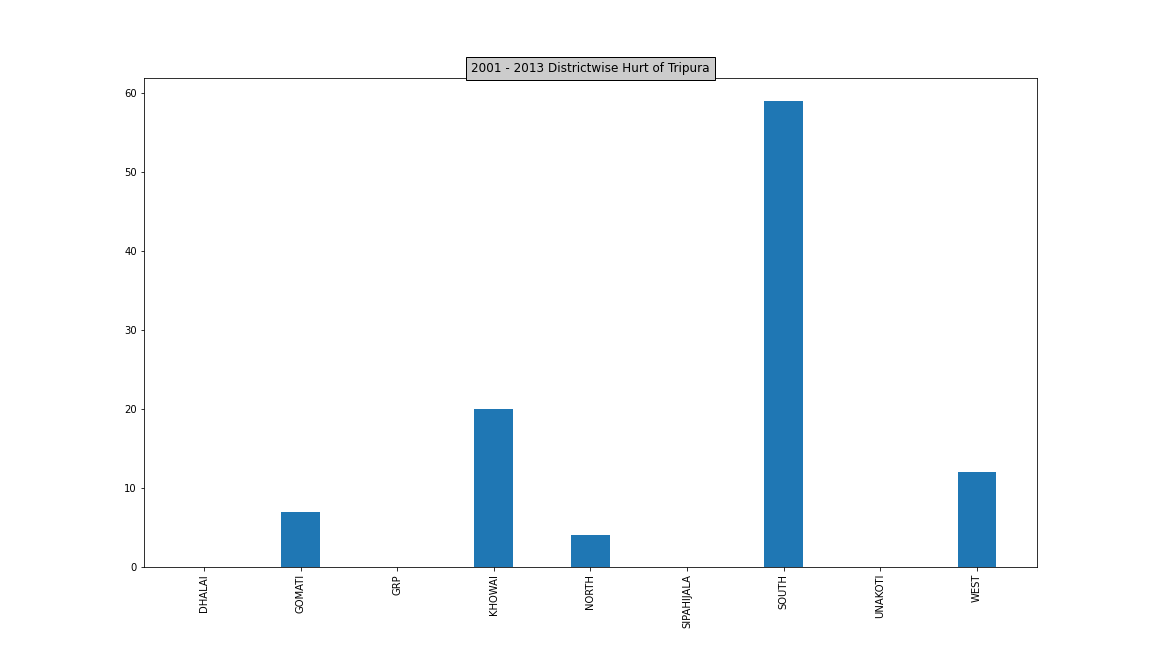 2001 - 2013 Districtwise Hurt of Tripura
60
50
40
30
20
10
0
DHALAI
GOMATI
GRP
KHOWAI
NORTH
SIPAHIJALA
SOUTH
UNAKOTI
WEST